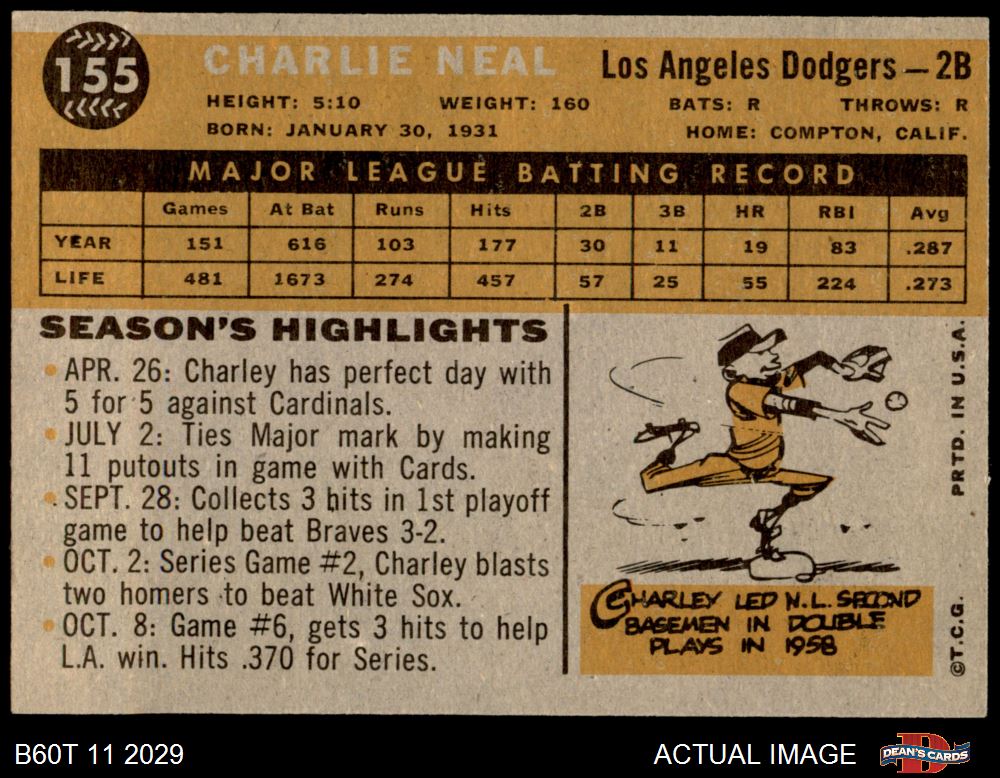 155
CHARLIE NEAL
Los Angeles Dodgers — 2B
HEIGHT: 5:10 WEIGHT: 160 BATS: R THROWS: R
BORN: JANUARY 30, 1931 HOME: COMPTON, CALIF.
MAJOR LEAGUE BATTING RECORD
Games At Bat Runs Hits 2B 3B HR RBI Avg
YEAR 151 616 103 177 30 11 19 83 .287
LIFE 481 1673 274 457 57 25 55 224 .273
SEASON'S HIGHLIGHTS
• APR. 26: Charley has perfect day with
5 for 5 against Cardinals.
• JULY 2: Ties Major mark by making
11 putouts in game with Cards.
• SEPT. 28: Collects 3 hits in 1st playoff
game to help beat Braves 3-2.
• OCT. 2: Series Game #2, Charley blasts
two homers to beat White Sox.
• OCT. 8: Game #6, gets 3 hits to help
L.A. win. Hits .370 for Series.
CHARLEY LED N.L. SECOND
BASEMEN IN DOUBLE
PLAYS IN 1958
©T.C.G. PRTD. IN U.S.A.
B60T 11 2029
ACTUAL IMAGE
D
DEAN'S CARDS